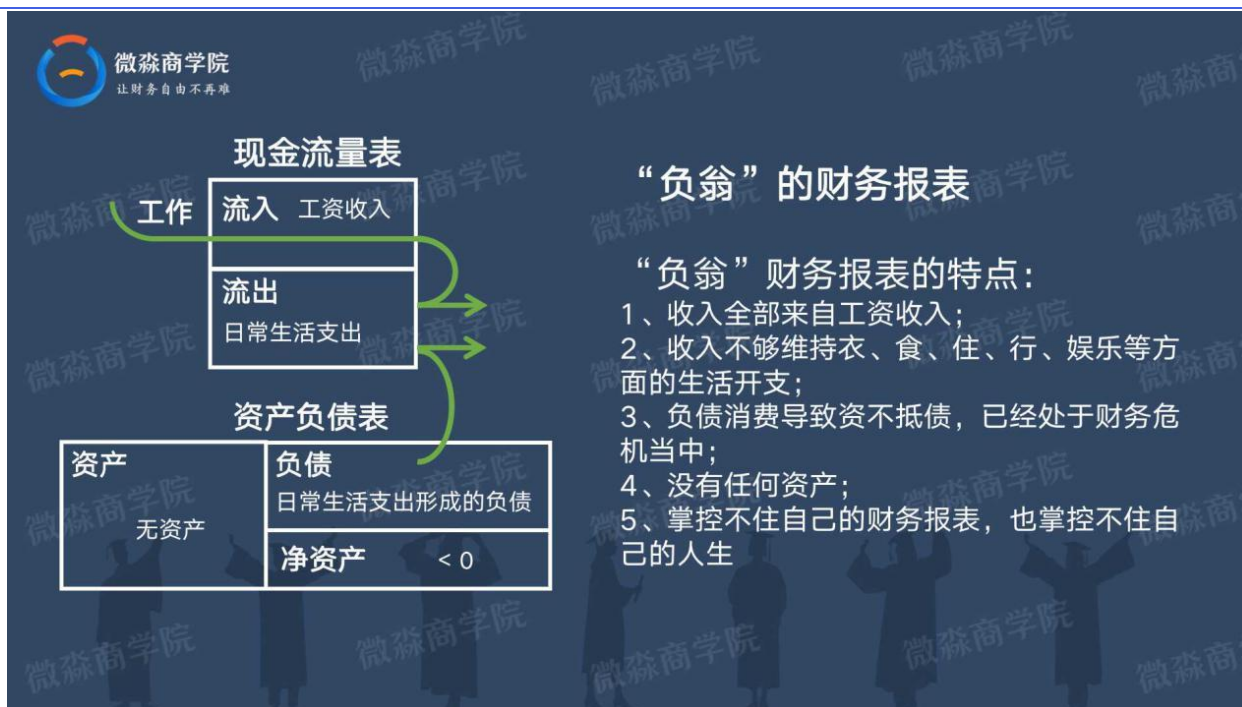 微淼商学院
让财务自由不再难
现金流量表
工作
流入 工资收入
流出
日常生活支出
资产负债表
资产
无资产
负债
日常生活支出形成的负债
净资产 < 0
“负翁”的财务报表
“负翁”财务报表的特点：
1、收入全部来自工资收入；
2、收入不够维持衣、食、住、行、娱乐等方
面的生活开支；
3、负债消费导致资不抵债，已经处于财务危
机当中；
4、没有任何资产；
5、掌控不住自己的财务报表，也掌控不住自
己的人生